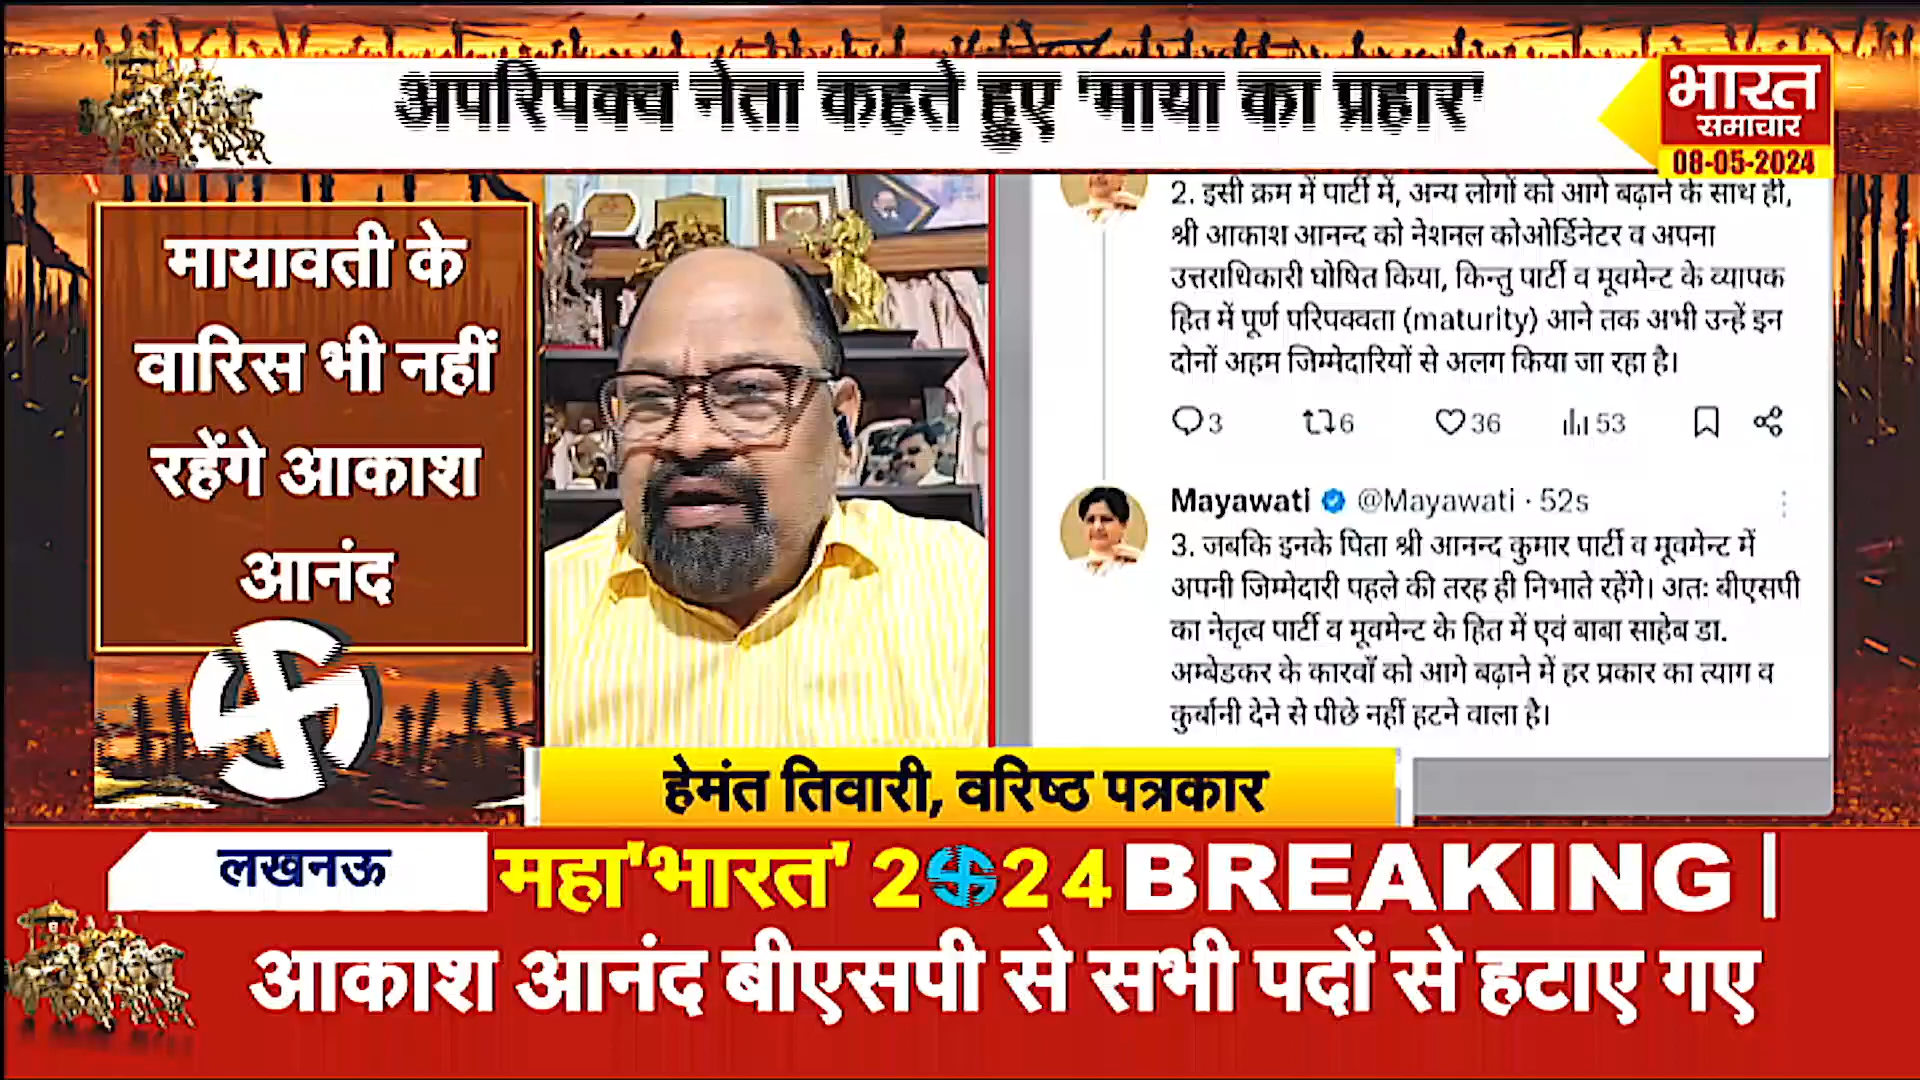 अपरिपक्व नेता कहते हुए 'माया का प्रहार'
भारत
समाचार
08-05-2024
मायावती के
वारिस भी नहीं
रहेंगे आकाश
आनंद
2. इसी क्रम में पार्टी में, अन्य लोगों को आगे बढ़ाने के साथ ही,
श्री आकाश आनन्द को नेशनल कोओर्डिनेटर व अपना
उत्तराधिकारी घोषित किया, किन्तु पार्टी व मूवमेन्ट के व्यापक
हित में पूर्ण परिपक्वता (maturity) आने तक अभी उन्हें इन
दोनों अहम जिम्मेदारियों से अलग किया जा रहा है।
3 6 36 53
Mayawati @Mayawati · 52s
3. जबकि इनके पिता श्री आनन्द कुमार पार्टी व मूवमेन्ट में
अपनी जिम्मेदारी पहले की तरह ही निभाते रहेंगे। अतः बीएसपी
का नेतृत्व पार्टी व मूवमेन्ट के हित में एवं बाबा साहेब डा.
अम्बेडकर के कारवाँ को आगे बढ़ाने में हर प्रकार का त्याग व
कुर्बानी देने से पीछे नहीं हटने वाला है।
हेमंत तिवारी, वरिष्ठ पत्रकार
लखनऊ
महा'भारत' 2024 BREAKING |
आकाश आनंद बीएसपी से सभी पदों से हटाए गए